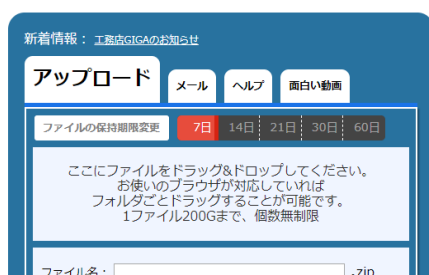 新着情報： 工務店GIGAのお知らせ
アップロード メール ヘルプ 面白い動画
ファイルの保持期限変更 7日 14日 21日 30日 60日
ここにファイルをドラッグ&ドロップしてください。
お使いのブラウザが対応していれば
フォルダごとドラッグすることが可能です。
1ファイル200Gまで、個数無制限
ファイル名： .zip